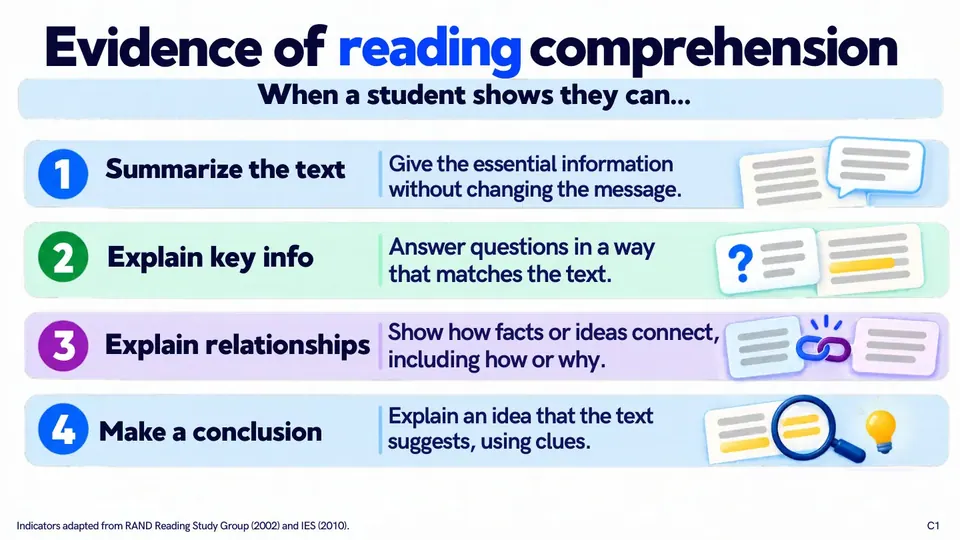 Evidence of reading comprehension
When a student shows they can...
1 Summarize the text
Give the essential information
without changing the message.
2 Explain key info
Answer questions in a way
that matches the text.
?
3 Explain relationships
Show how facts or ideas connect,
including how or why.
4 Make a conclusion
Explain an idea that the text
suggests, using clues.
Indicators adapted from RAND Reading Study Group (2002) and IES (2010).
C1